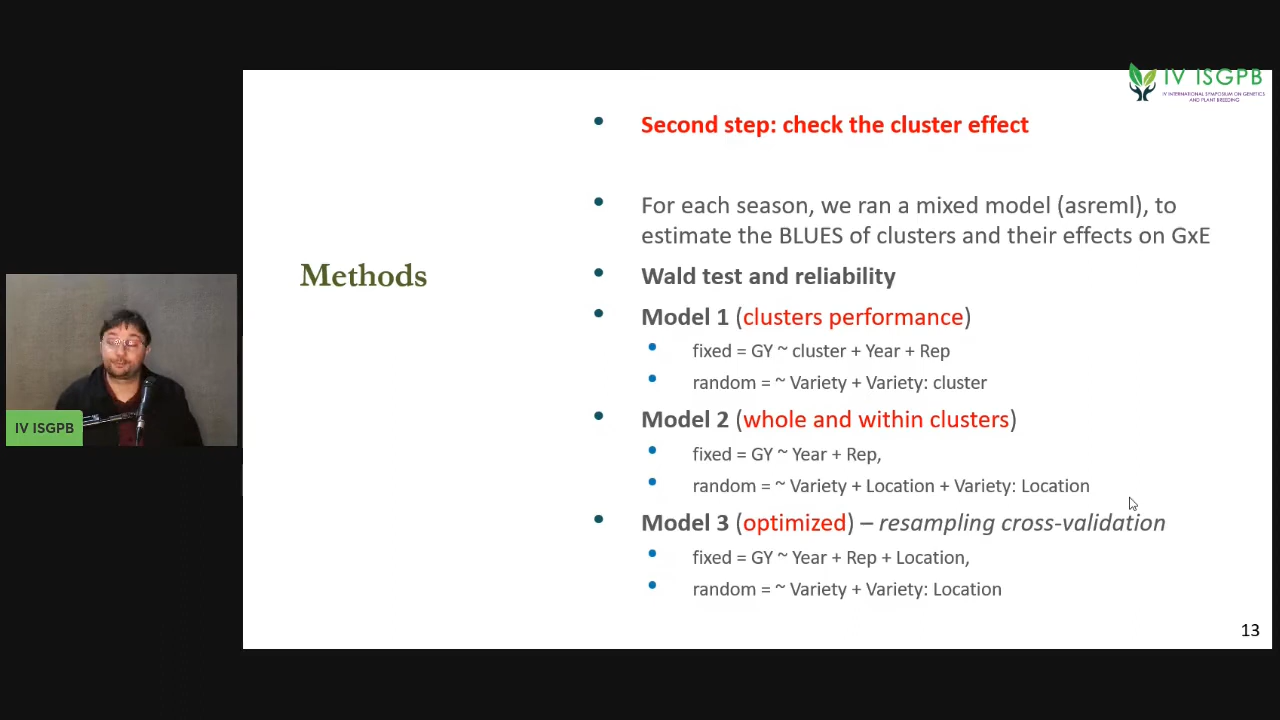 IV ISGPB
IV INTERNATIONAL SYMPOSIUM ON GENETICS
AND PLANT BREEDING
Second step: check the cluster effect
For each season, we ran a mixed model (asreml), to
estimate the BLUES of clusters and their effects on GxE
Methods
Wald test and reliability
Model 1 (clusters performance)
fixed = GY ~ cluster + Year + Rep
random = ~ Variety + Variety: cluster
Model 2 (whole and within clusters)
fixed = GY ~ Year + Rep,
random = ~ Variety + Location + Variety: Location
Model 3 (optimized) – resampling cross-validation
fixed = GY ~ Year + Rep + Location,
random = ~ Variety + Variety: Location
IV ISGPB
13